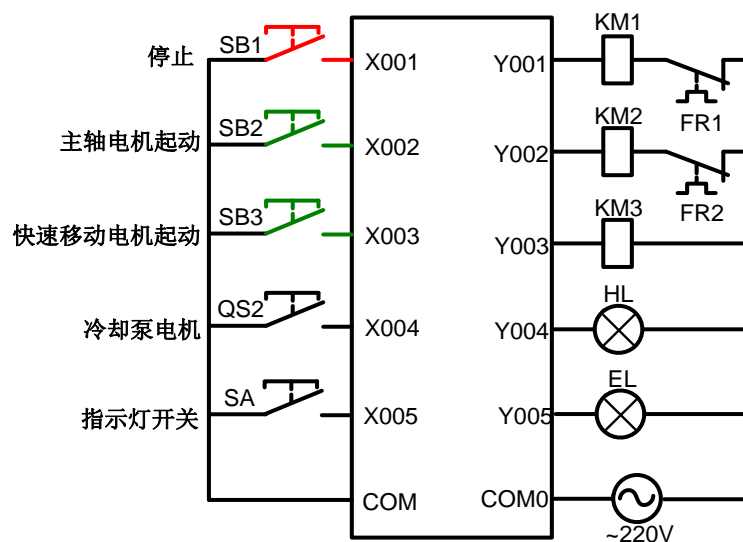 停止
SB1
X001
Y001
KM1
FR1
主轴电机起动
SB2
X002
Y002
KM2
FR2
快速移动电机起动
SB3
X003
Y003
KM3
冷却泵电机
QS2
X004
Y004
HL
指示灯开关
SA
X005
Y005
EL
COM
COM0
~220V